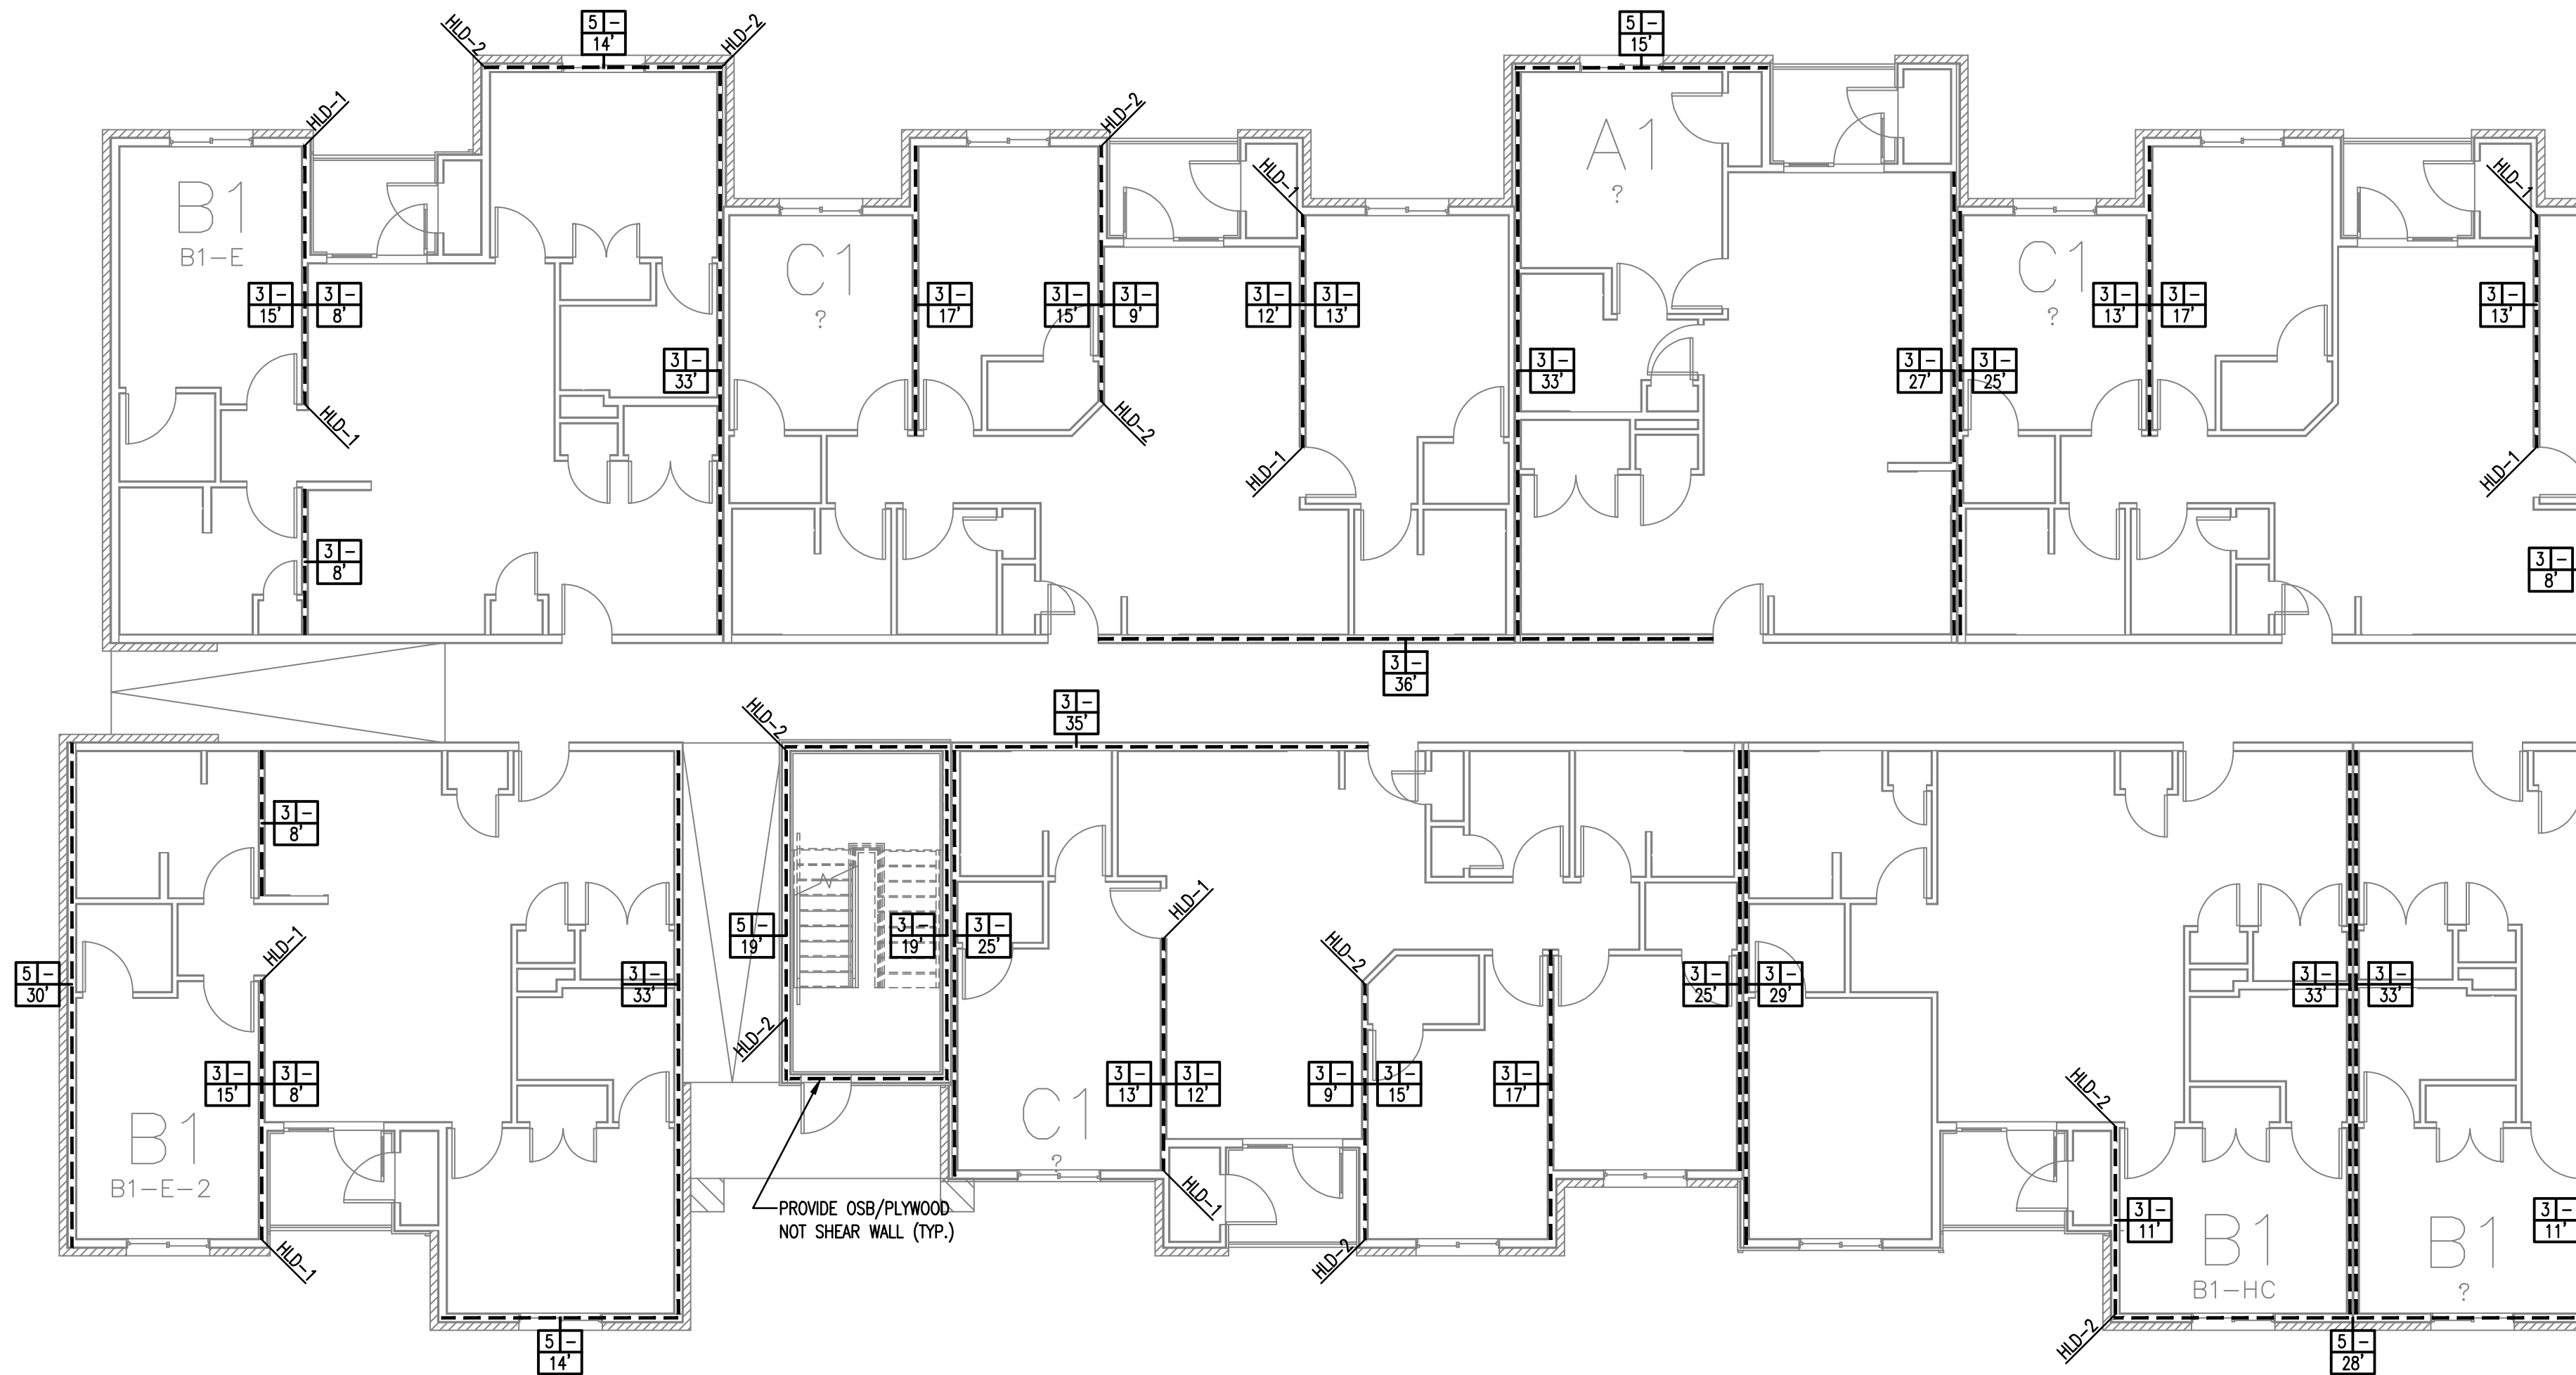 5 -
14'
5 -
15'
HLD-2
HLD-2
HLD-1
HLD-2
HLD-1
HLD-1
B1
B1-E
A1
?
C1
?
C1
?
3 -
15'
3 -
8'
3 -
17'
3 -
15'
3 -
9'
3 -
12'
3 -
13'
3 -
13'
3 -
17'
3 -
13'
3 -
33'
3 -
33'
3 -
27'
3 -
25'
HLD-1
HLD-2
HLD-1
HLD-1
3 -
8'
3 -
8'
3 -
36'
3 -
35'
HLD-2
3 -
8'
HLD-1
HLD-1
HLD-2
5 -
19'
3 -
19'
3 -
25'
5 -
30'
3 -
33'
3 -
25'
3 -
29'
3 -
33'
3 -
33'
HLD-2
3 -
15'
3 -
8'
3 -
13'
3 -
12'
3 -
9'
3 -
15'
3 -
17'
HLD-2
B1
B1-E-2
C1
?
HLD-1
HLD-1
HLD-2
PROVIDE OSB/PLYWOOD
NOT SHEAR WALL (TYP.)
3 -
11'
3 -
11'
B1
B1-HC
B1
?
HLD-2
5 -
14'
5 -
28'